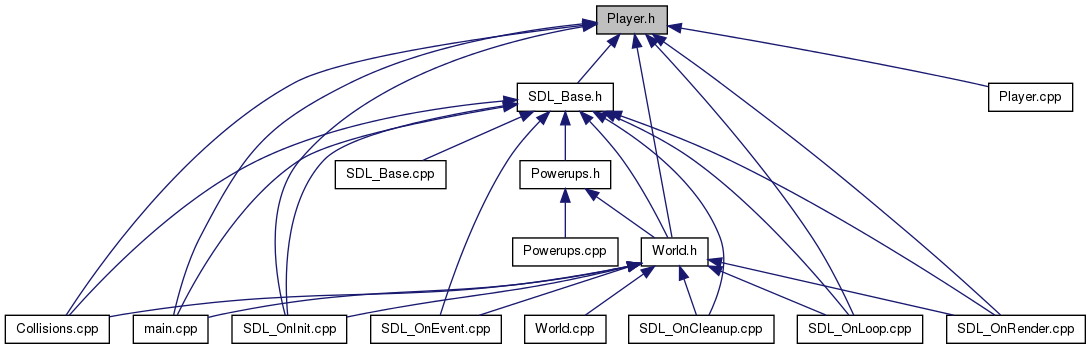 Player.h
SDL_Base.h
Player.cpp
SDL_Base.cpp
Powerups.h
Powerups.cpp
World.h
Collisions.cpp
main.cpp
SDL_OnInit.cpp
SDL_OnEvent.cpp
World.cpp
SDL_OnCleanup.cpp
SDL_OnLoop.cpp
SDL_OnRender.cpp